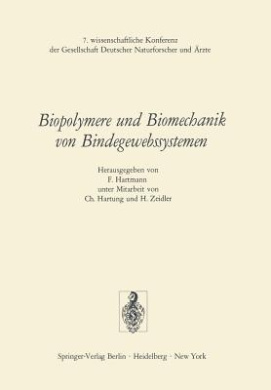 7. wissenschaftliche Konferenz
der Gesellschaft Deutscher Naturforscher und Ärzte
Biopolymere und Biomechanik
von Bindegewebssystemen
Herausgegeben von
F. Hartmann
unter Mitarbeit von
Ch. Hartung und H. Zeidler
Springer-Verlag Berlin · Heidelberg · New York